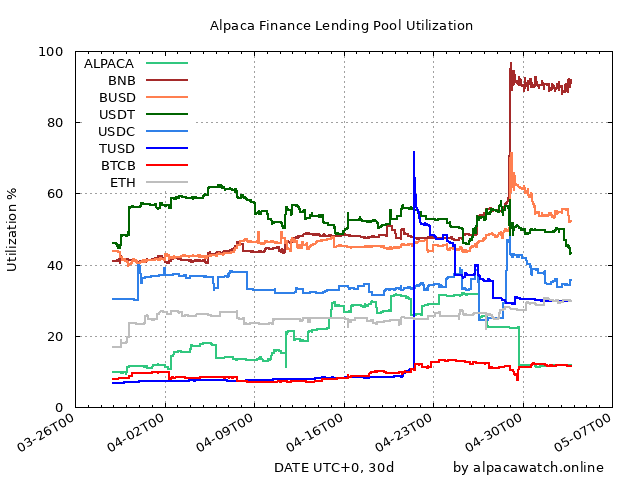 Alpaca Finance Lending Pool Utilization
Utilization %
100
80
60
40
20
0
ALPACA
BNB
BUSD
USDT
USDC
TUSD
BTCB
ETH
03-26T00
04-02T00
04-09T00
04-16T00
04-23T00
04-30T00
05-07T00
DATE UTC+0, 30d
by alpacawatch.online